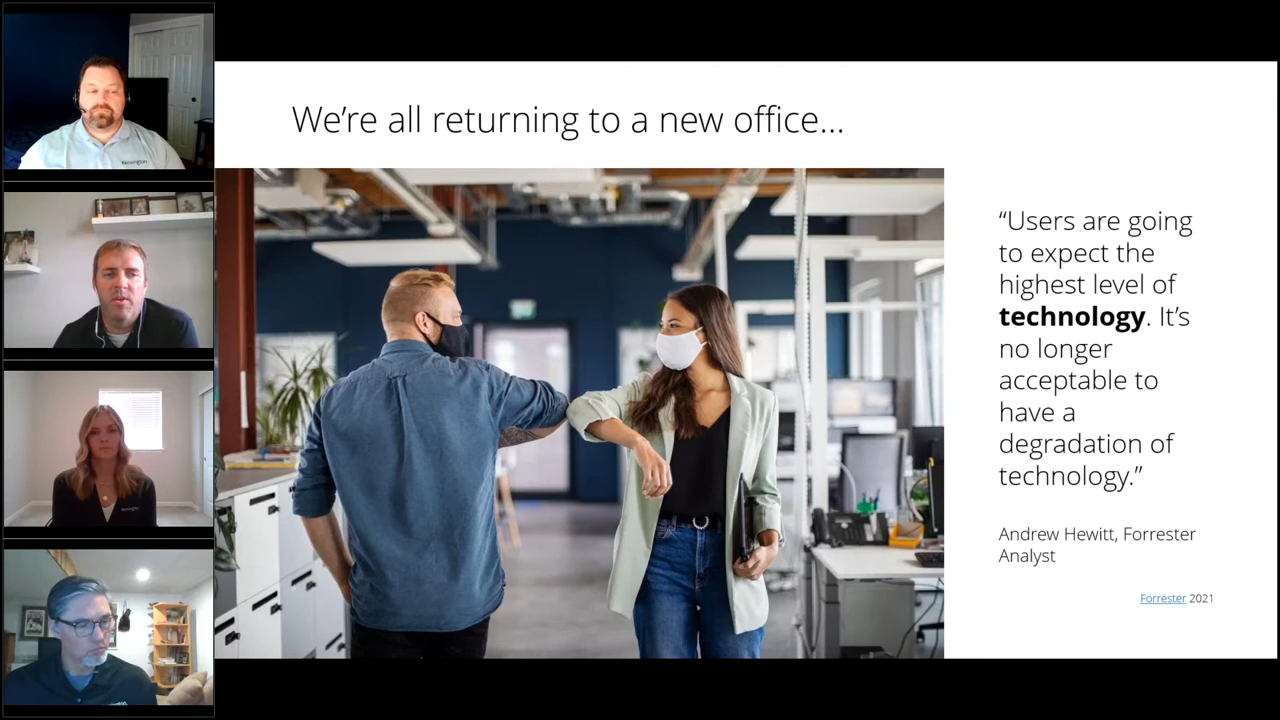 We're all returning to a new office...
"Users are going
to expect the
highest level of
technology. It's
no longer
acceptable to
have a
degradation of
technology."
Andrew Hewitt, Forrester
Analyst
Forrester 2021
Kensington